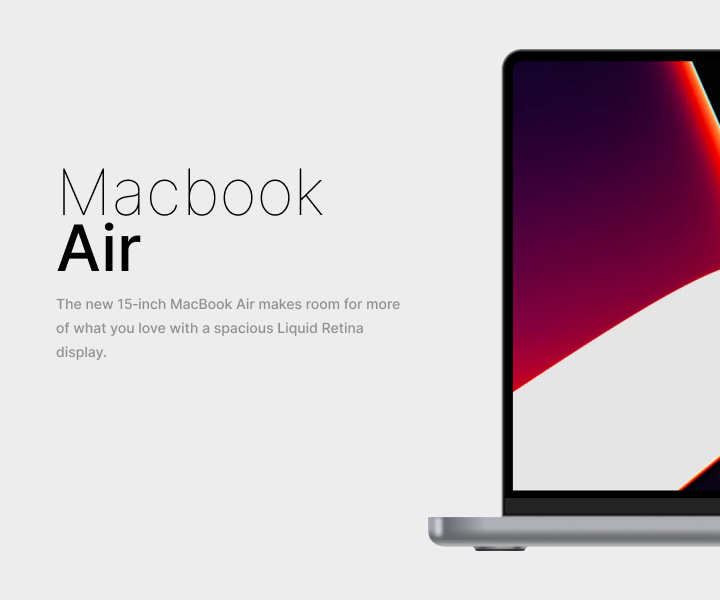 Macbook
Air
The new 15-inch MacBook Air makes room for more
of what you love with a spacious Liquid Retina
display.